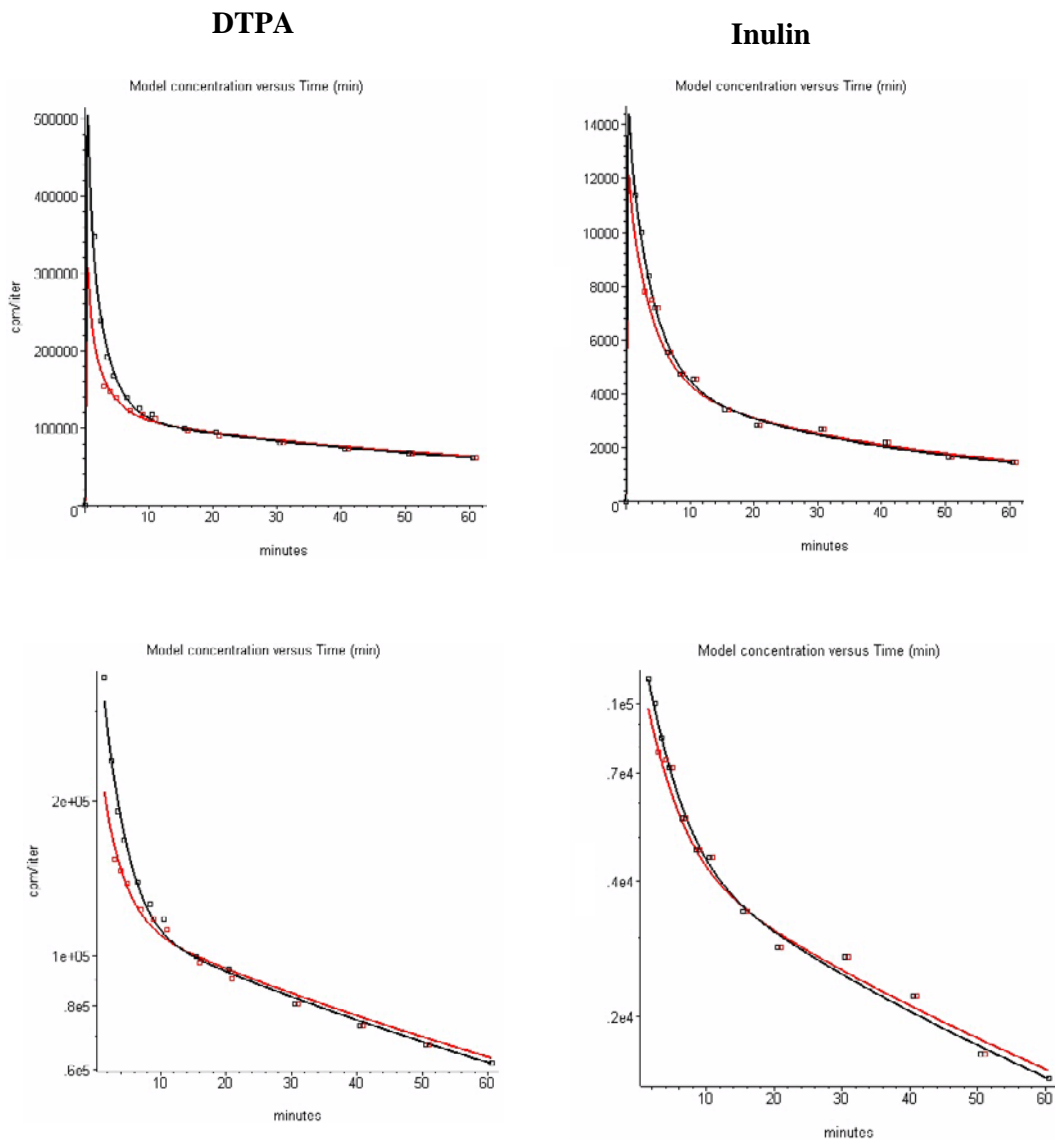 DTPA
Inulin
Model concentration versus Time (min)
500000
400000
300000
200000
100000
0
cpm/liter
10
20
30
40
50
60
minutes
Model concentration versus Time (min)
14000
12000
10000
8000
6000
4000
2000
0
10
20
30
40
50
60
minutes
Model concentration versus Time (min)
2e+05
1e+05
.8e5
.6e5
cpm/liter
10
20
30
40
50
60
minutes
Model concentration versus Time (min)
.1e5
.7e4
.4e4
.2e4
10
20
30
40
50
60
minutes